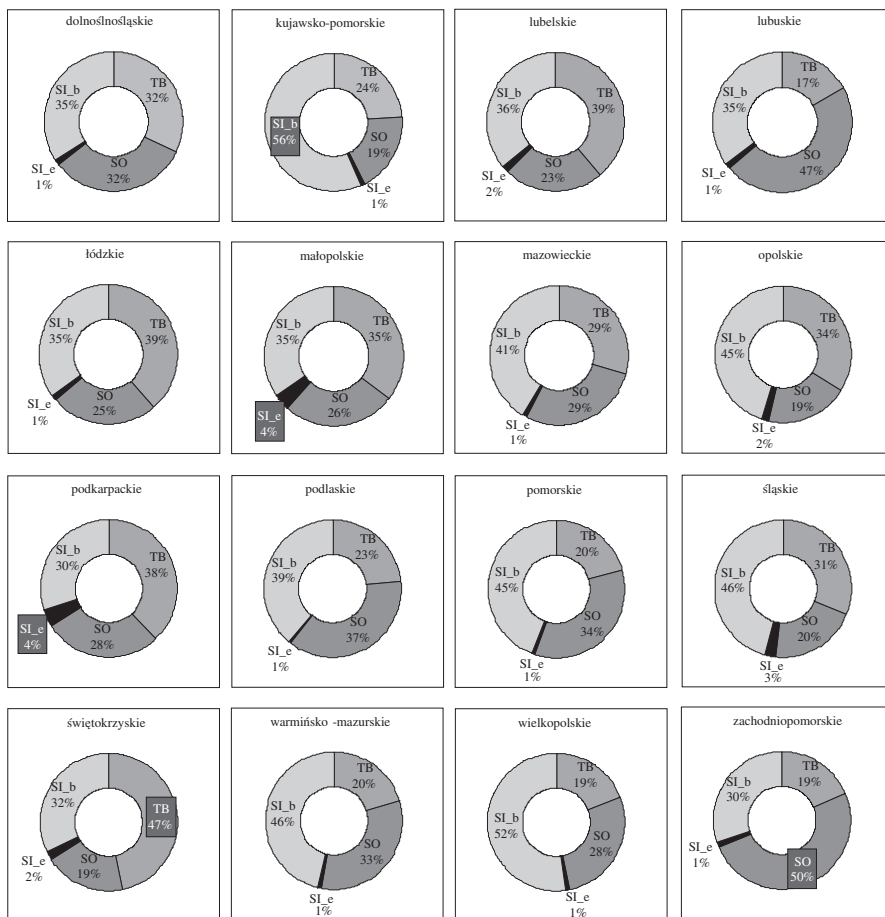 dolnoślnośląskie
SI_b
35%
TB
32%
SO
32%
SI_e
1%
kujawsko-pomorskie
TB
24%
SI_b
56%
SO
19%
SI_e
1%
lubelskie
SI_b
36%
TB
39%
SO
23%
SI_e
2%
lubuskie
TB
17%
SI_b
35%
SO
47%
SI_e
1%
łódzkie
SI_b
35%
TB
39%
SO
25%
SI_e
1%
małopolskie
SI_b
35%
TB
35%
SO
26%
SI_e
4%
mazowieckie
TB
29%
SI_b
41%
SO
29%
SI_e
1%
opolskie
TB
34%
SI_b
45%
SO
19%
SI_e
2%
podkarpackie
SI_b
30%
TB
38%
SO
28%
SI_e
4%
podlaskie
TB
23%
SI_b
39%
SO
37%
SI_e
1%
pomorskie
TB
20%
SI_b
45%
SO
34%
SI_e
1%
śląskie
TB
31%
SI_b
46%
SO
20%
SI_e
3%
świętokrzyskie
SI_b
32%
TB
47%
SO
19%
SI_e
2%
warmińsko -mazurskie
TB
20%
SI_b
46%
SO
33%
SI_e
1%
wielkopolskie
TB
19%
SI_b
52%
SO
28%
SI_e
1%
zachodniopomorskie
TB
19%
SI_b
30%
SI_e
1%
SO
50%